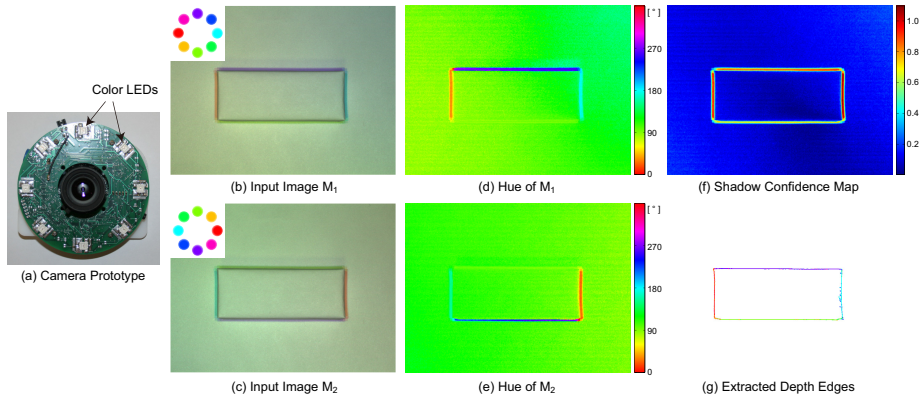 Color LEDs
(a) Camera Prototype
(b) Input Image M1
[°]
360
270
180
90
0
(d) Hue of M1
1.0
0.8
0.6
0.4
0.2
(f) Shadow Confidence Map
(c) Input Image M2
[°]
270
180
90
0
(e) Hue of M2
(g) Extracted Depth Edges